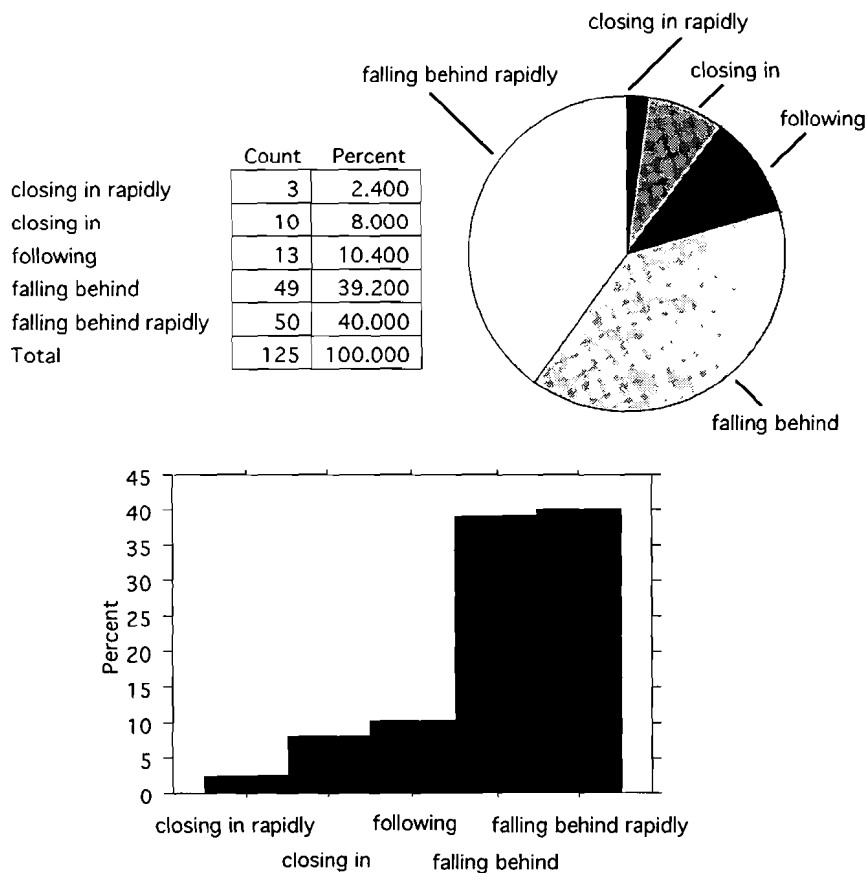 closing in rapidly
falling behind rapidly
closing in
following
Count Percent
closing in rapidly 3 2.400
closing in 10 8.000
following 13 10.400
falling behind 49 39.200
falling behind rapidly 50 40.000
Total 125 100.000
falling behind
45
40
35
30
25
20
15
10
5
0
Percent
closing in rapidly following falling behind rapidly
closing in falling behind